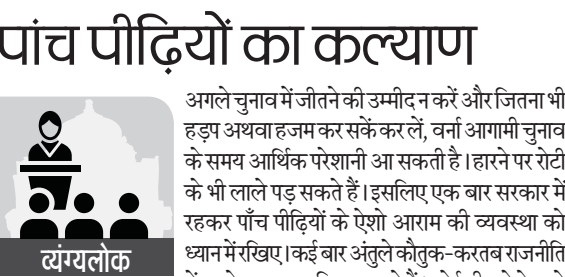 पांच पीढ़ियों का कल्याण
अगले चुनाव में जीतने की उम्मीद न करें और जितना भी
हड़प अथवा हजम कर सकें कर लें, वर्ना आगामी चुनाव
के समय आर्थिक परेशानी आ सकती है। हारने पर रोटी
के भी लाले पड़ सकते हैं। इसलिए एक बार सरकार में
रहकर पाँच पीढ़ियों के ऐशो आराम की व्यवस्था को
ध्यान में रखिए। कई बार अंतुले कौतुक-करतब राजनीति
व्यंग्यलोक